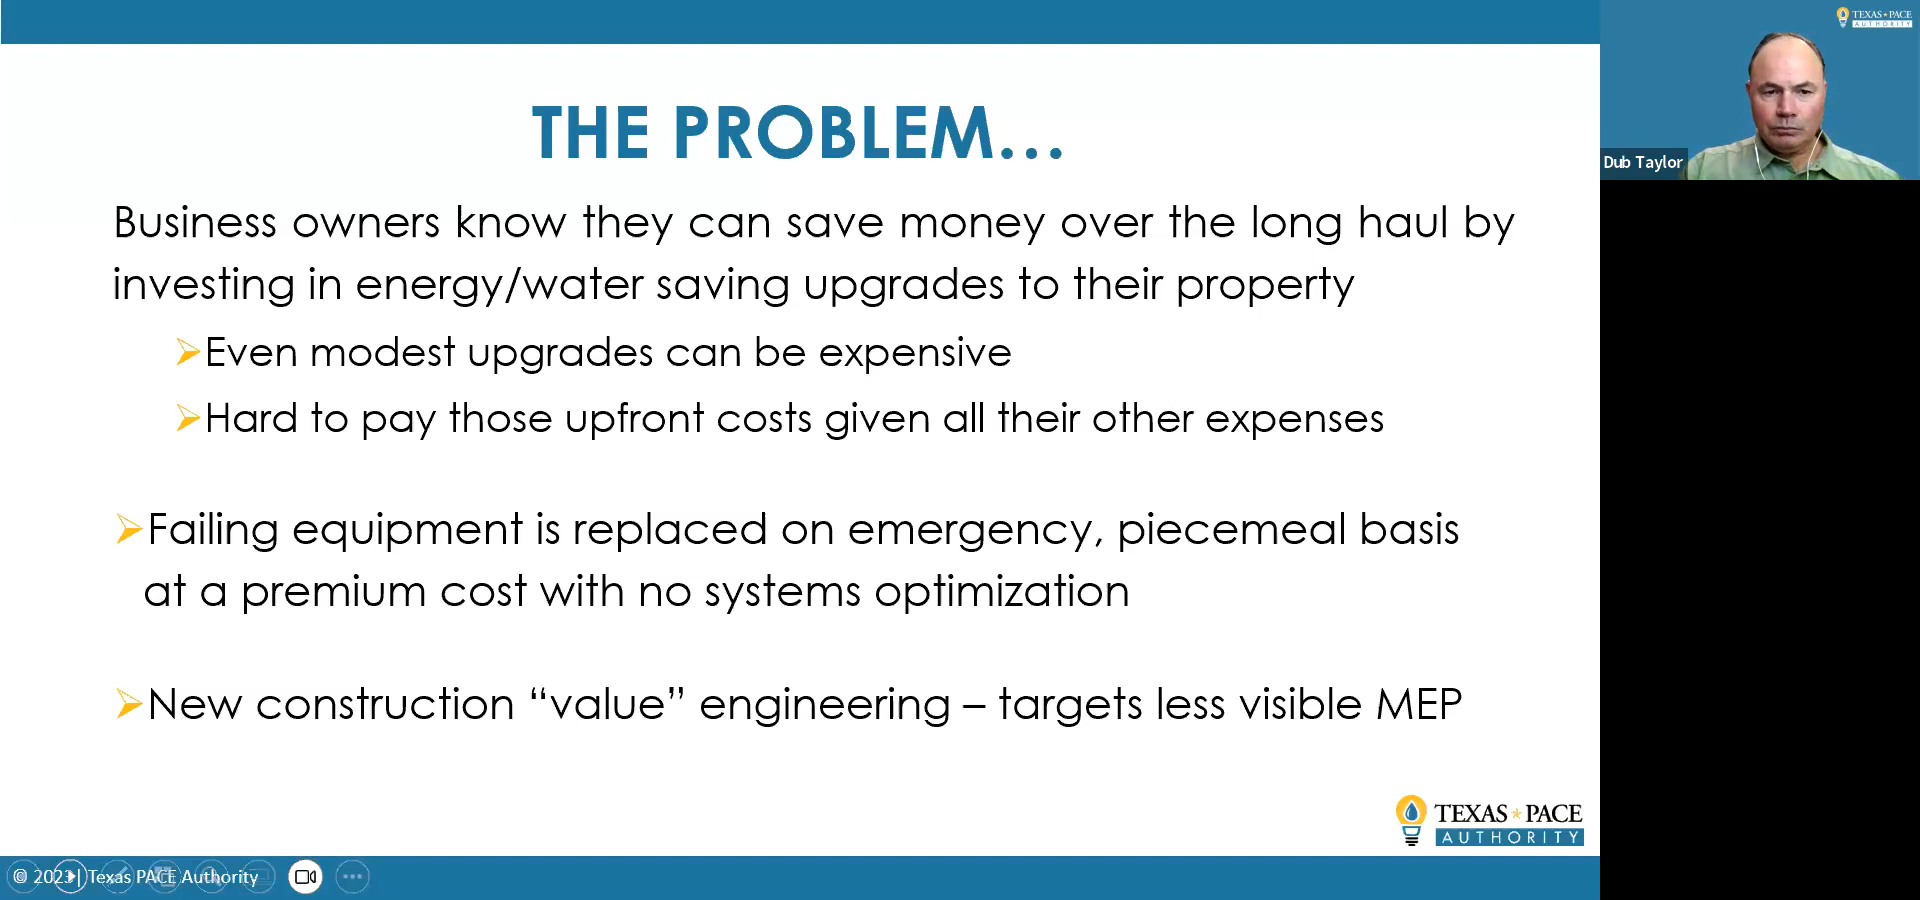 THE PROBLEM...
Business owners know they can save money over the long haul by
investing in energy/water saving upgrades to their property
➢Even modest upgrades can be expensive
➢Hard to pay those upfront costs given all their other expenses
➢Failing equipment is replaced on emergency, piecemeal basis
at a premium cost with no systems optimization
➢New construction “value” engineering – targets less visible MEP
TEXAS*PACE
AUTHORITY
© 2023| Texas PACE Authority
TEXAS*PACE
AUTHORITY
Dub Taylor